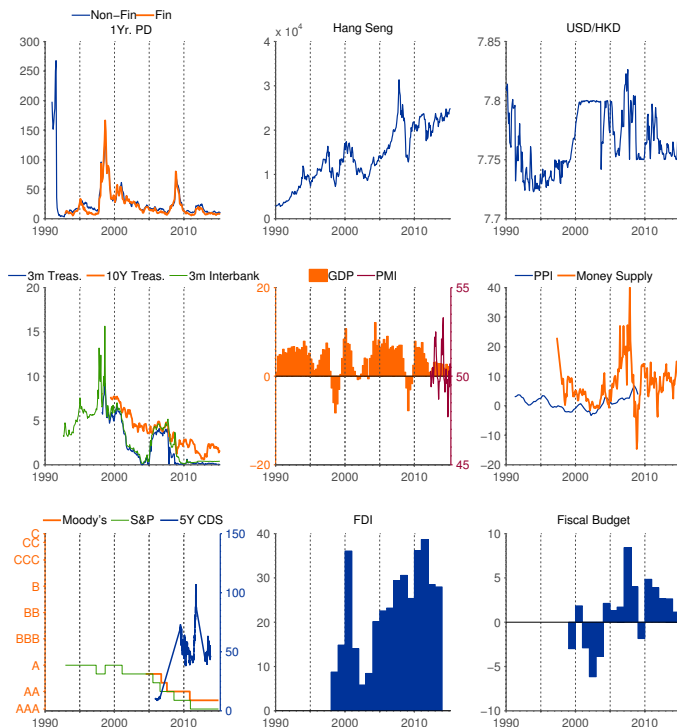 Non-Fin Fin
1Yr. PD
300
250
200
150
100
50
0
1990 2000 2010
Hang Seng
x 10⁴
4
3
2
1
0
1990 2000 2010
USD/HKD
7.85
7.8
7.75
7.7
1990 2000 2010
3m Treas. 10Y Treas. 3m Interbank
20
15
10
5
0
1990 2000 2010
GDP PMI
20 55
0 50
−20 45
1990 2000 2010
PPI Money Supply
40
30
20
10
0
−10
−20
1990 2000 2010
Moody's S&P 5Y CDS
C 150
CC
CCC
B 100
BB
BBB
A 50
AA
AAA 0
1990 2000 2010
FDI
40
30
20
10
0
1990 2000 2010
Fiscal Budget
10
5
0
−5
−10
1990 2000 2010